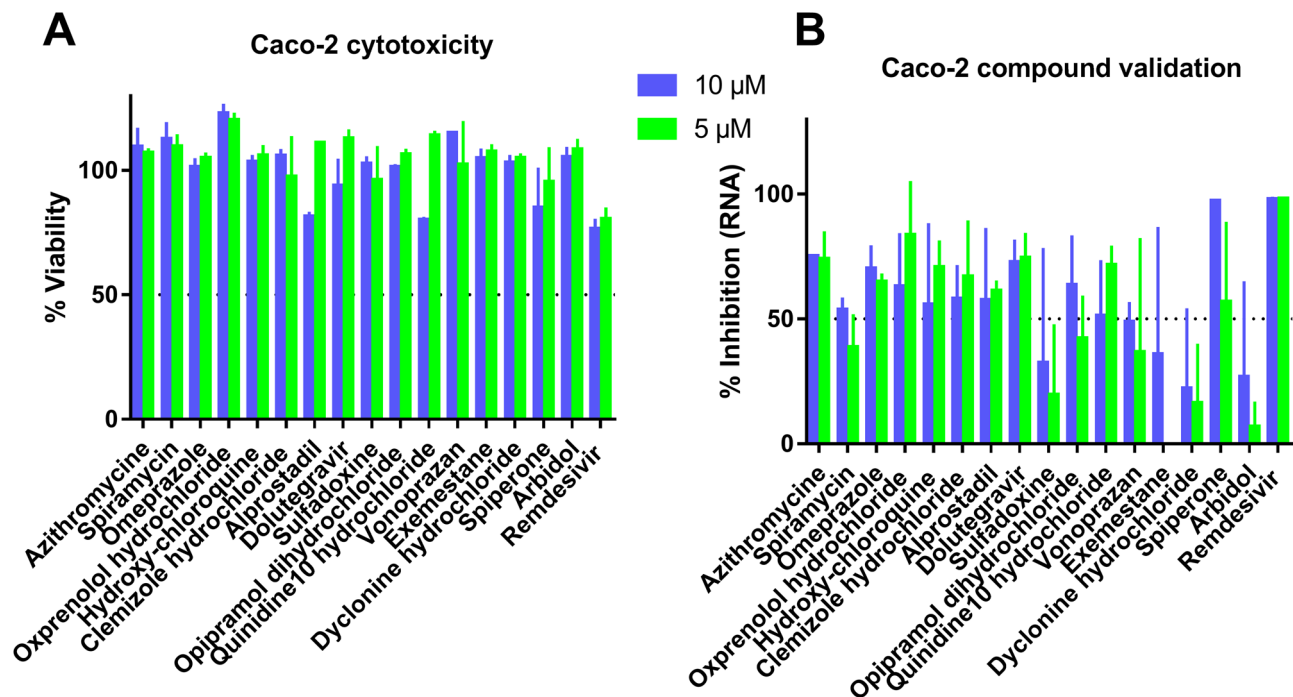 A
Caco-2 cytotoxicity
% Viability
100
50
0
Azithromycine
Spiramycin
Omeprazole
Oxprenolol hydrochloride
Hydroxy-chloroquine
Clemizole hydrochloride
Alprostadil
Dolutegravir
Sulfadoxine
Opipramol dihydrochloride
Quinidine10 hydrochloride
Vonoprazan
Exemestane
Dyclonine hydrochloride
Spiperone
Arbidol
Remdesivir
10 µM
5 µM
B
Caco-2 compound validation
% Inhibition (RNA)
100
50
0
Azithromycine
Spiramycin
Omeprazole
Oxprenolol hydrochloride
Hydroxy-chloroquine
Clemizole hydrochloride
Alprostadil
Dolutegravir
Sulfadoxine
Opipramol dihydrochloride
Quinidine10 hydrochloride
Vonoprazan
Exemestane
Dyclonine hydrochloride
Spiperone
Arbidol
Remdesivir